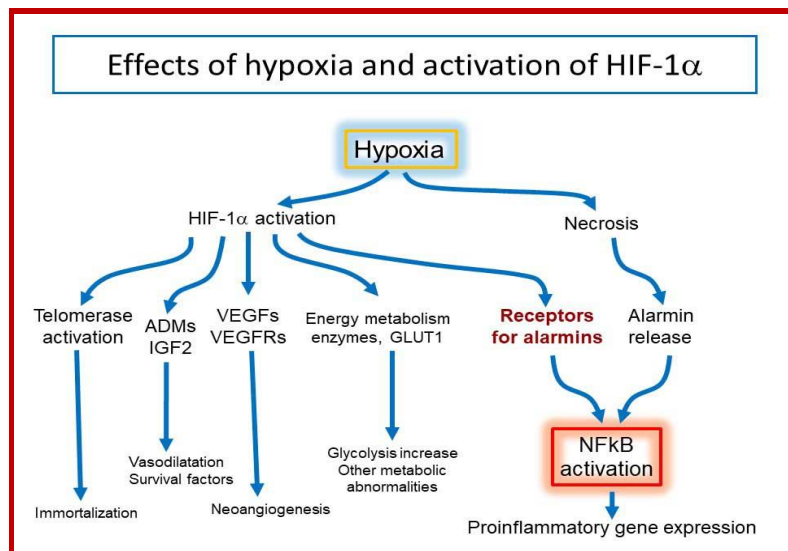 Effects of hypoxia and activation of HIF-1α
Hypoxia
HIF-1α activation
Necrosis
Telomerase
activation
ADMs
IGF2
VEGFs
VEGFRs
Energy metabolism
enzymes, GLUT1
Receptors
for alarmins
Alarmin
release
Immortalization
Vasodilatation
Survival factors
Neoangiogenesis
Glycolysis increase
Other metabolic
abnormalities
NFkB
activation
Proinflammatory gene expression